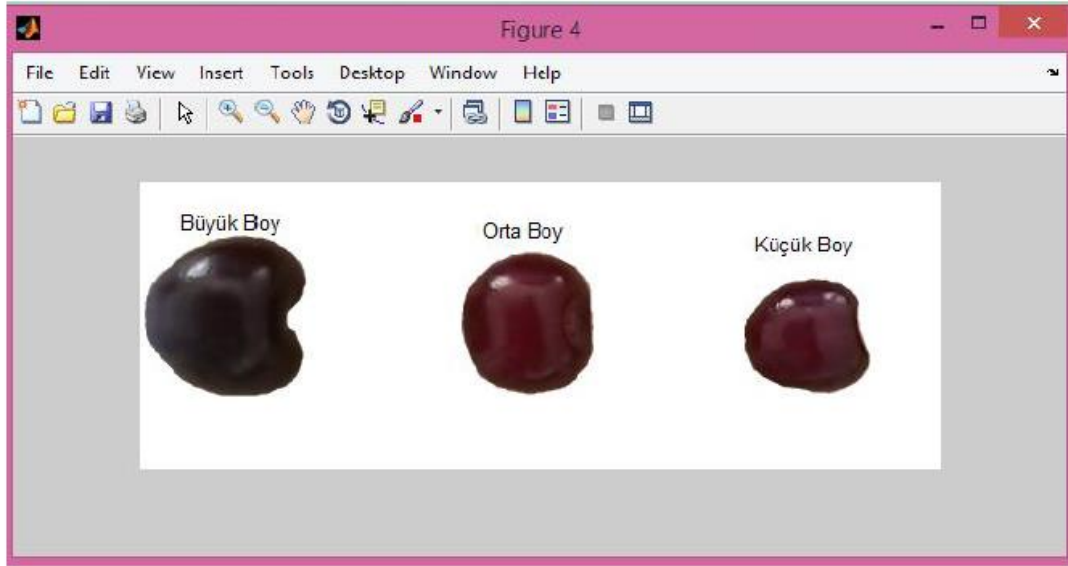 Figure 4
File Edit View Insert Tools Desktop Window Help
Büyük Boy
Orta Boy
Küçük Boy